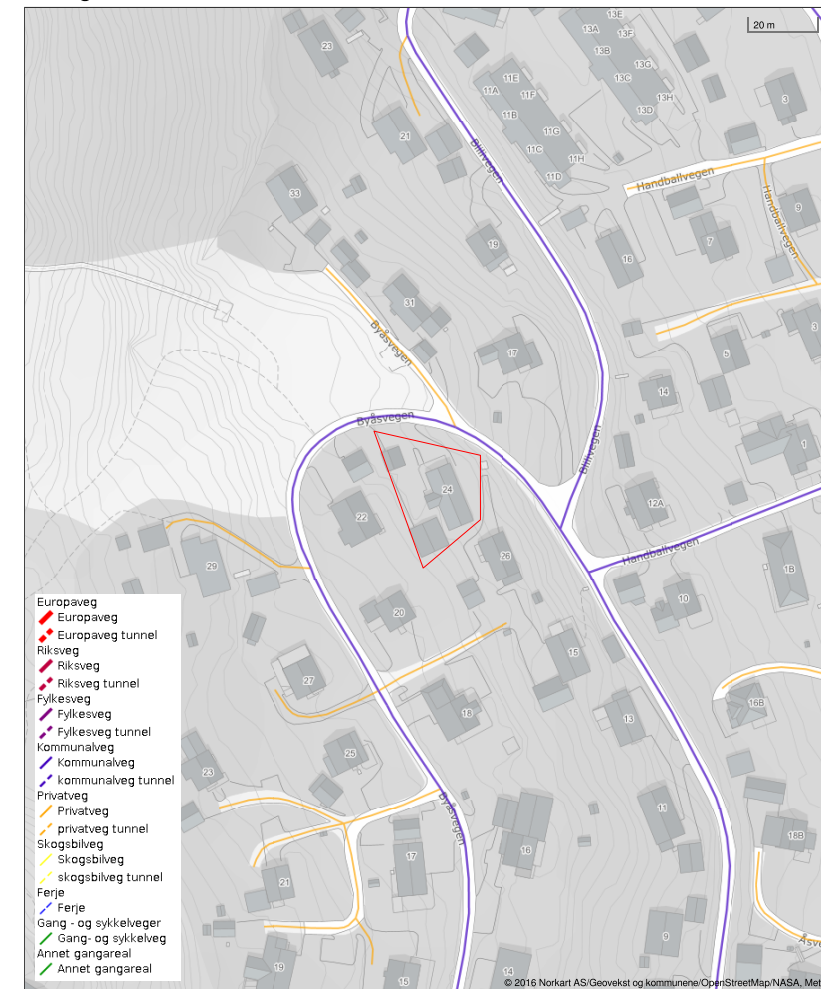 13E
23
13A
13F
20 m
13B
13G
11E
13C
11A
11F
13H
3
11B
13D
21
11G
Blilivegen
11C
11H
11D
Handballvegen
33
Handballvegen
9
19
7
16
31
Byåsvegen
3
17
5
14
Byåsvegen
Blilivegen
1
24
12A
22
26
Handballvegen
29
1B
10
20
15
27
16B
18
13
25
23
Byåsvegen
11
18B
17
16
21
9
Åsve
19
15
14
Europaveg
Europaveg
Europaveg tunnel
Riksveg
Riksveg
Riksveg tunnel
Fylkesveg
Fylkesveg
Fylkesveg tunnel
Kommunalveg
Kommunalveg
kommunalveg tunnel
Privatveg
Privatveg
privatveg tunnel
Skogsbilveg
Skogsbilveg
skogsbilveg tunnel
Ferje
Ferje
Gang - og sykkelveger
Gang- og sykkelveg
Annet gangareal
Annet gangareal
© 2016 Norkart AS/Geovekst og kommunene/OpenStreetMap/NASA, Met